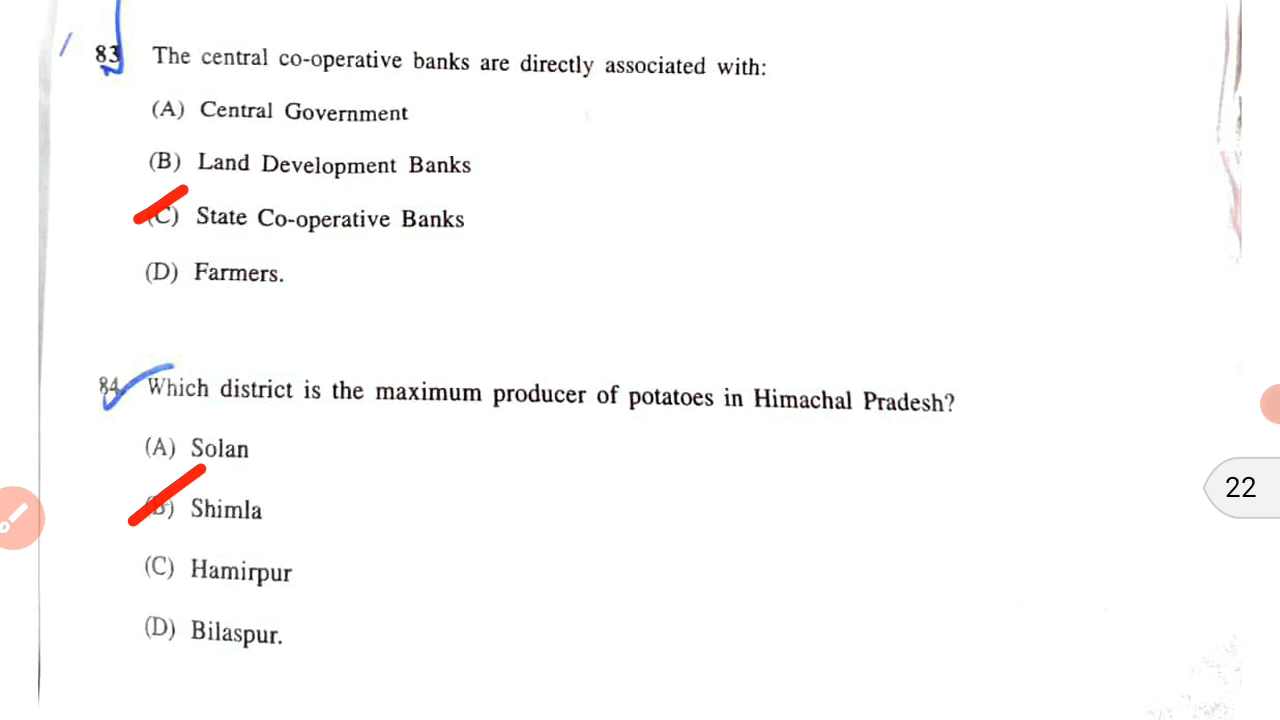 83 The central co-operative banks are directly associated with:
(A) Central Government
(B) Land Development Banks
(C) State Co-operative Banks
(D) Farmers.
84. Which district is the maximum producer of potatoes in Himachal Pradesh?
(A) Solan
(B) Shimla
22
(C) Hamirpur
(D) Bilaspur.